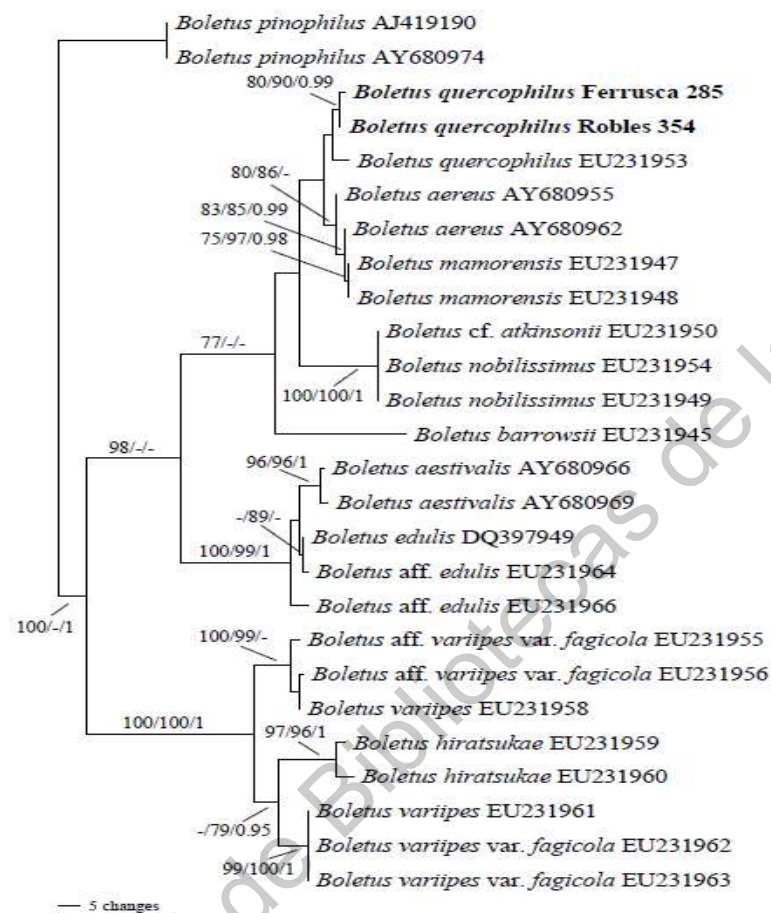 Boletus pinophilus AJ419190
Boletus pinophilus AY680974
80/90/0.99
Boletus quercophilus Ferrusca 285
Boletus quercophilus Robles 354
Boletus quercophilus EU231953
80/86/-
Boletus aereus AY680955
83/85/0.99
Boletus aereus AY680962
75/97/0.98
Boletus mamorensis EU231947
Boletus mamorensis EU231948
Boletus cf. atkinsonii EU231950
77/-/-
Boletus nobilissimus EU231954
100/100/1
Boletus nobilissimus EU231949
Boletus barrowsii EU231945
98/-/-
96/96/1
Boletus aestivalis AY680966
Boletus aestivalis AY680969
-/89/-
Boletus edulis DQ397949
100/99/1
Boletus aff. edulis EU231964
Boletus aff. edulis EU231966
100/-/1
100/99/-
Boletus aff. variipes var. fagicola EU231955
Boletus aff. variipes var. fagicola EU231956
100/100/1
Boletus variipes EU231958
97/96/1
Boletus hiratsukae EU231959
Boletus hiratsukae EU231960
-/79/0.95
Boletus variipes EU231961
Boletus variipes var. fagicola EU231962
99/100/1
Boletus variipes var. fagicola EU231963
5 changes
de Bibliotecas de l